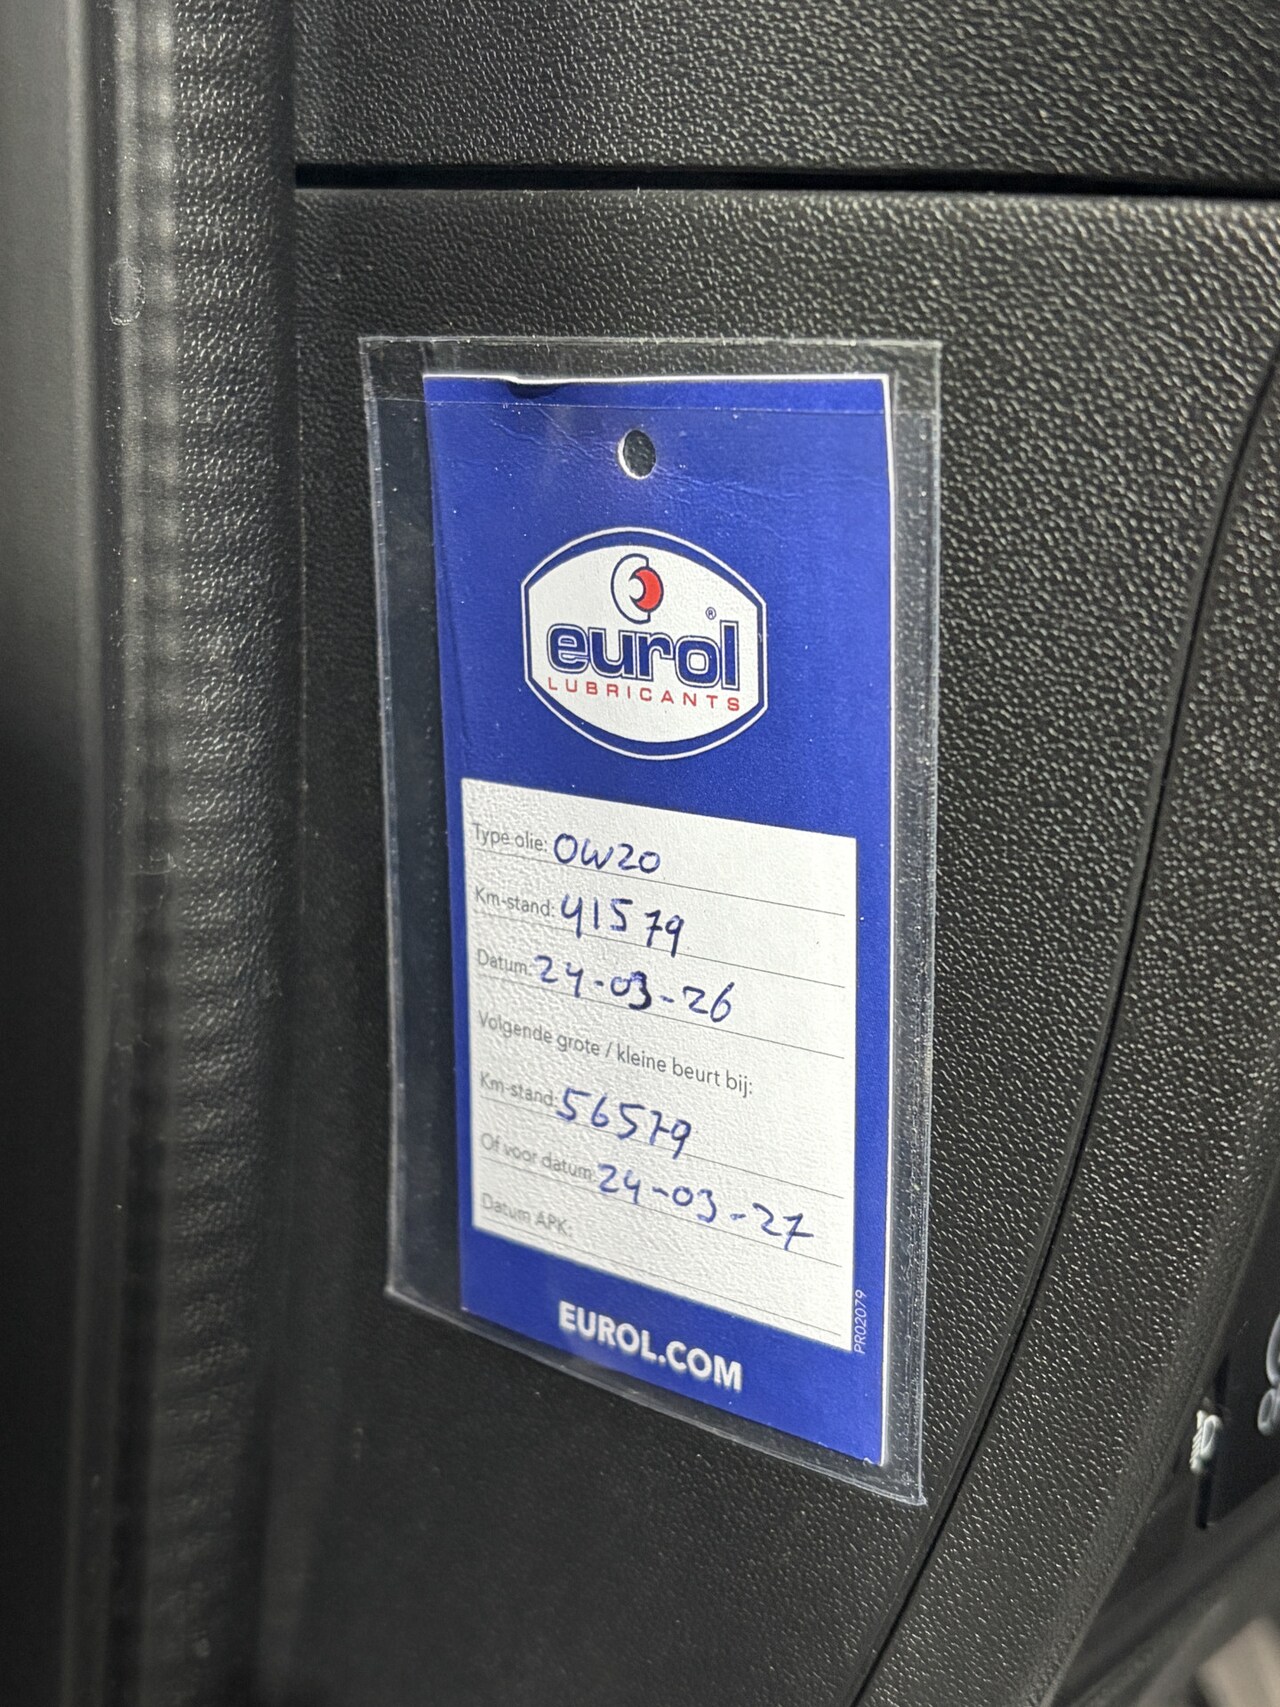 eurol®
LUBRICANTS
Type olie: 0W20
Km-stand: 41579
Datum: 24-03-26
Volgende grote / kleine beurt bij:
Km-stand: 56579
Of voor datum: 24-03-27
Datum APK:
EUROL.COM
PR02079